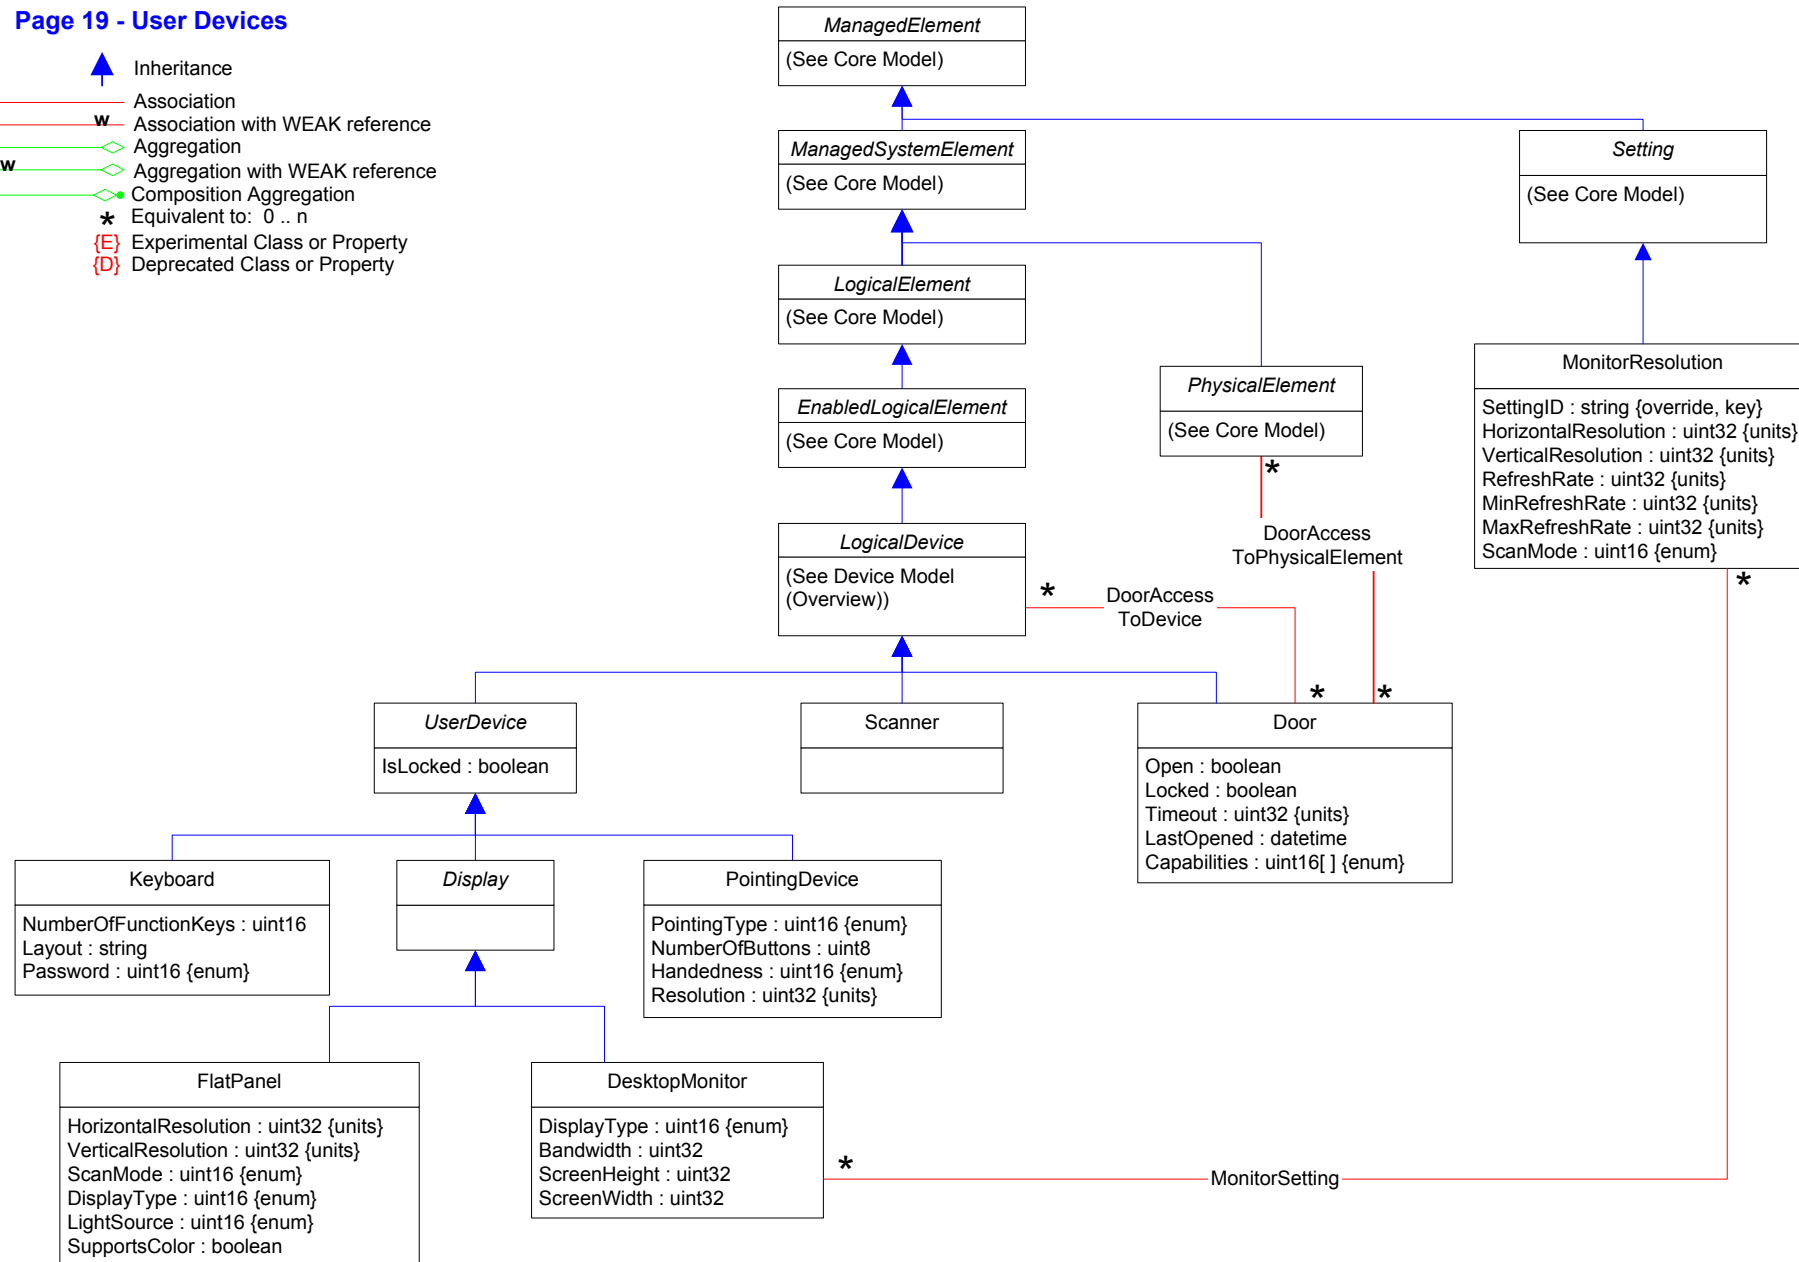 Page 19 - User Devices
Inheritance
Association
w Association with WEAK reference
Aggregation
w Aggregation with WEAK reference
Composition Aggregation
* Equivalent to: 0 .. n
{E} Experimental Class or Property
{D} Deprecated Class or Property
ManagedElement
(See Core Model)
ManagedSystemElement
(See Core Model)
Setting
(See Core Model)
LogicalElement
(See Core Model)
EnabledLogicalElement
(See Core Model)
PhysicalElement
(See Core Model)
*
MonitorResolution
SettingID : string {override, key}
HorizontalResolution : uint32 {units}
VerticalResolution : uint32 {units}
RefreshRate : uint32 {units}
MinRefreshRate : uint32 {units}
MaxRefreshRate : uint32 {units}
ScanMode : uint16 {enum}
*
LogicalDevice
(See Device Model
(Overview))
*
DoorAccess
ToDevice
*
DoorAccess
ToPhysicalElement
*
UserDevice
IsLocked : boolean
Scanner
Door
Open : boolean
Locked : boolean
Timeout : uint32 {units}
LastOpened : datetime
Capabilities : uint16[ ] {enum}
Keyboard
NumberOfFunctionKeys : uint16
Layout : string
Password : uint16 {enum}
Display
PointingDevice
PointingType : uint16 {enum}
NumberOfButtons : uint8
Handedness : uint16 {enum}
Resolution : uint32 {units}
FlatPanel
HorizontalResolution : uint32 {units}
VerticalResolution : uint32 {units}
ScanMode : uint16 {enum}
DisplayType : uint16 {enum}
LightSource : uint16 {enum}
SupportsColor : boolean
DesktopMonitor
DisplayType : uint16 {enum}
Bandwidth : uint32
ScreenHeight : uint32
ScreenWidth : uint32
*
MonitorSetting